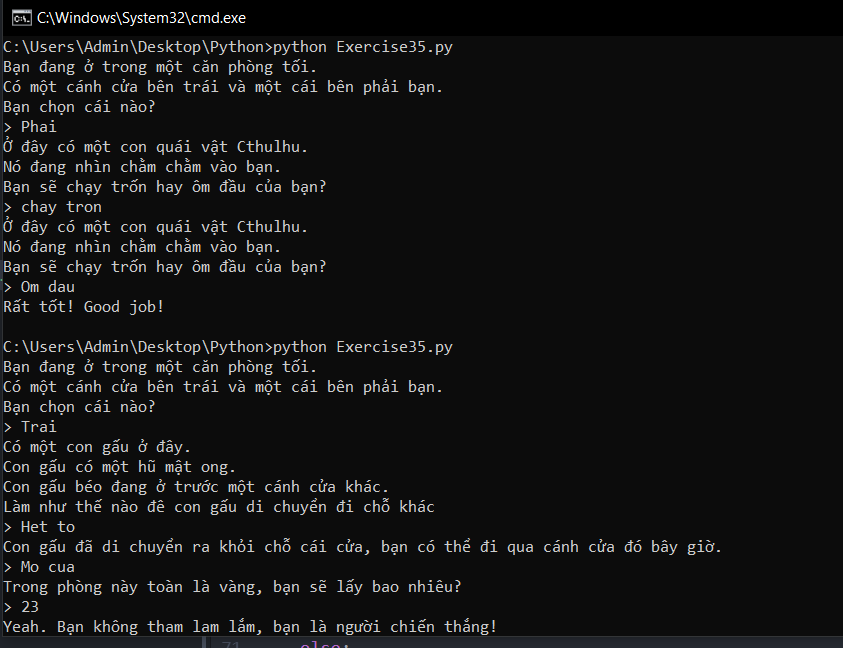 C:\Windows\System32\cmd.exe
C:\Users\Admin\Desktop\Python>python Exercise35.py
Bạn đang ở trong một căn phòng tối.
Có một cánh cửa bên trái và một cái bên phải bạn.
Bạn chọn cái nào?
> Phai
Ở đây có một con quái vật Cthulhu.
Nó đang nhìn chằm chằm vào bạn.
Bạn sẽ chạy trốn hay ôm đầu của bạn?
> chay tron
Ở đây có một con quái vật Cthulhu.
Nó đang nhìn chằm chằm vào bạn.
Bạn sẽ chạy trốn hay ôm đầu của bạn?
> Om dau
Rất tốt! Good job!
C:\Users\Admin\Desktop\Python>python Exercise35.py
Bạn đang ở trong một căn phòng tối.
Có một cánh cửa bên trái và một cái bên phải bạn.
Bạn chọn cái nào?
> Trai
Có một con gấu ở đây.
Con gấu có một hũ mật ong.
Con gấu béo đang ở trước một cánh cửa khác.
Làm như thế nào đê con gấu di chuyển đi chỗ khác
> Het to
Con gấu đã di chuyển ra khỏi chỗ cái cửa, bạn có thể đi qua cánh cửa đó bây giờ.
> Mo cua
Trong phòng này toàn là vàng, bạn sẽ lấy bao nhiêu?
> 23
Yeah. Bạn không tham lam lắm, bạn là người chiến thắng!
71 else: